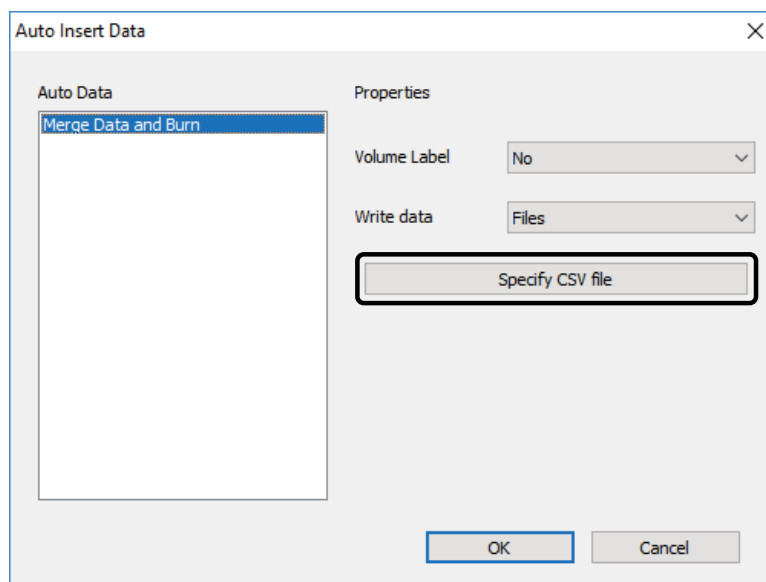 Auto Insert Data
Auto Data
Merge Data and Burn
Properties
Volume Label
No
Write data
Files
Specify CSV file
OK
Cancel